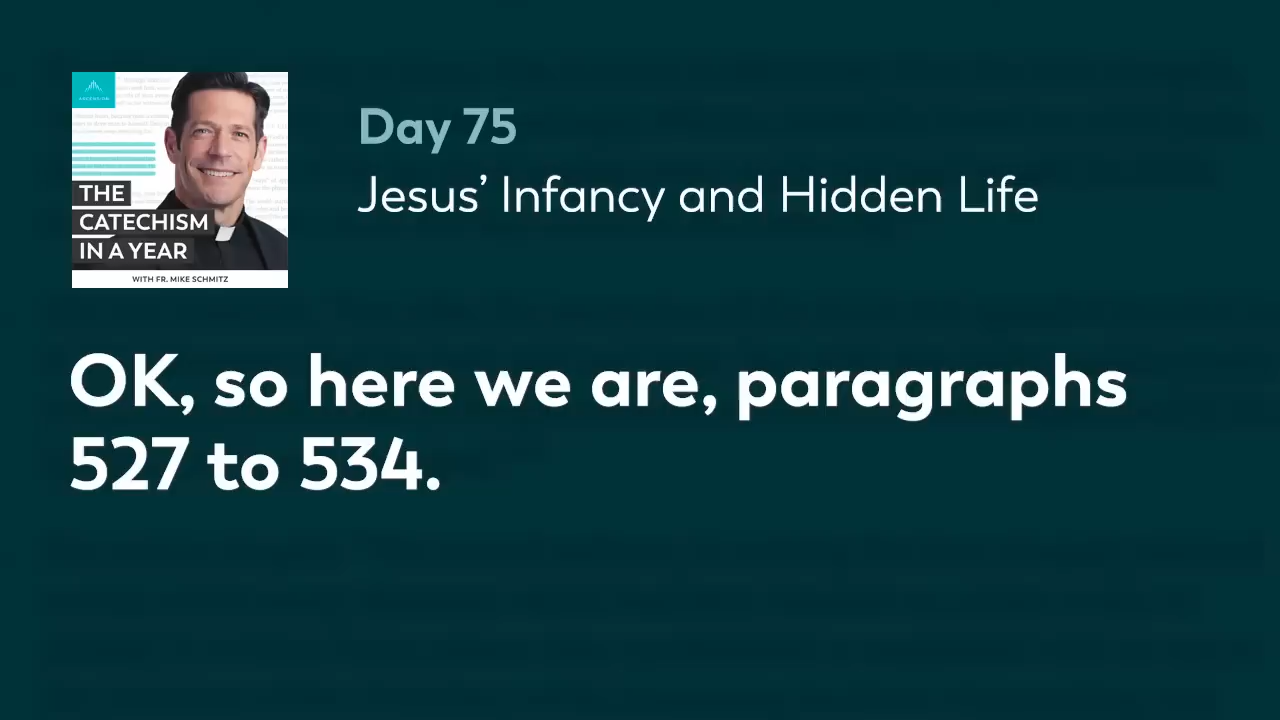 ASCENSION
THE
CATECHISM
IN A YEAR
WITH FR. MIKE SCHMITZ
Day 75
Jesus’ Infancy and Hidden Life
OK, so here we are, paragraphs
527 to 534.